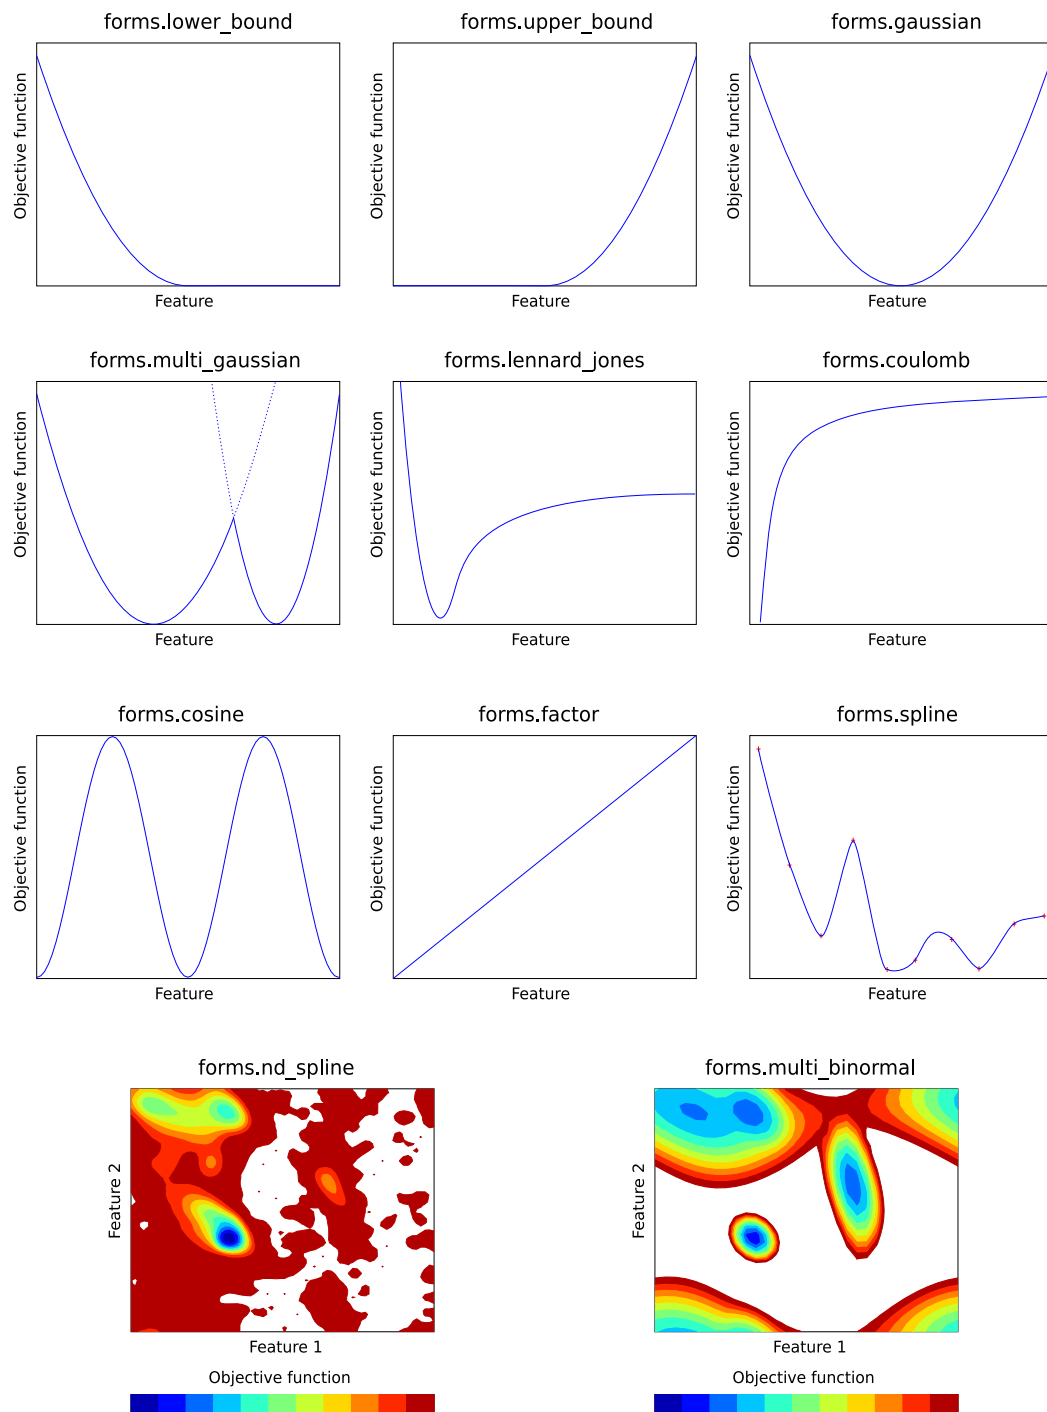 forms.lower_bound
forms.upper_bound
forms.gaussian
Objective function
Objective function
Objective function
Feature
Feature
Feature
forms.multi_gaussian
forms.lennard_jones
forms.coulomb
Objective function
Objective function
Objective function
Feature
Feature
Feature
forms.cosine
forms.factor
forms.spline
Objective function
Objective function
Objective function
Feature
Feature
Feature
forms.nd_spline
forms.multi_binormal
Feature 2
Feature 2
Feature 1
Feature 1
Objective function
Objective function